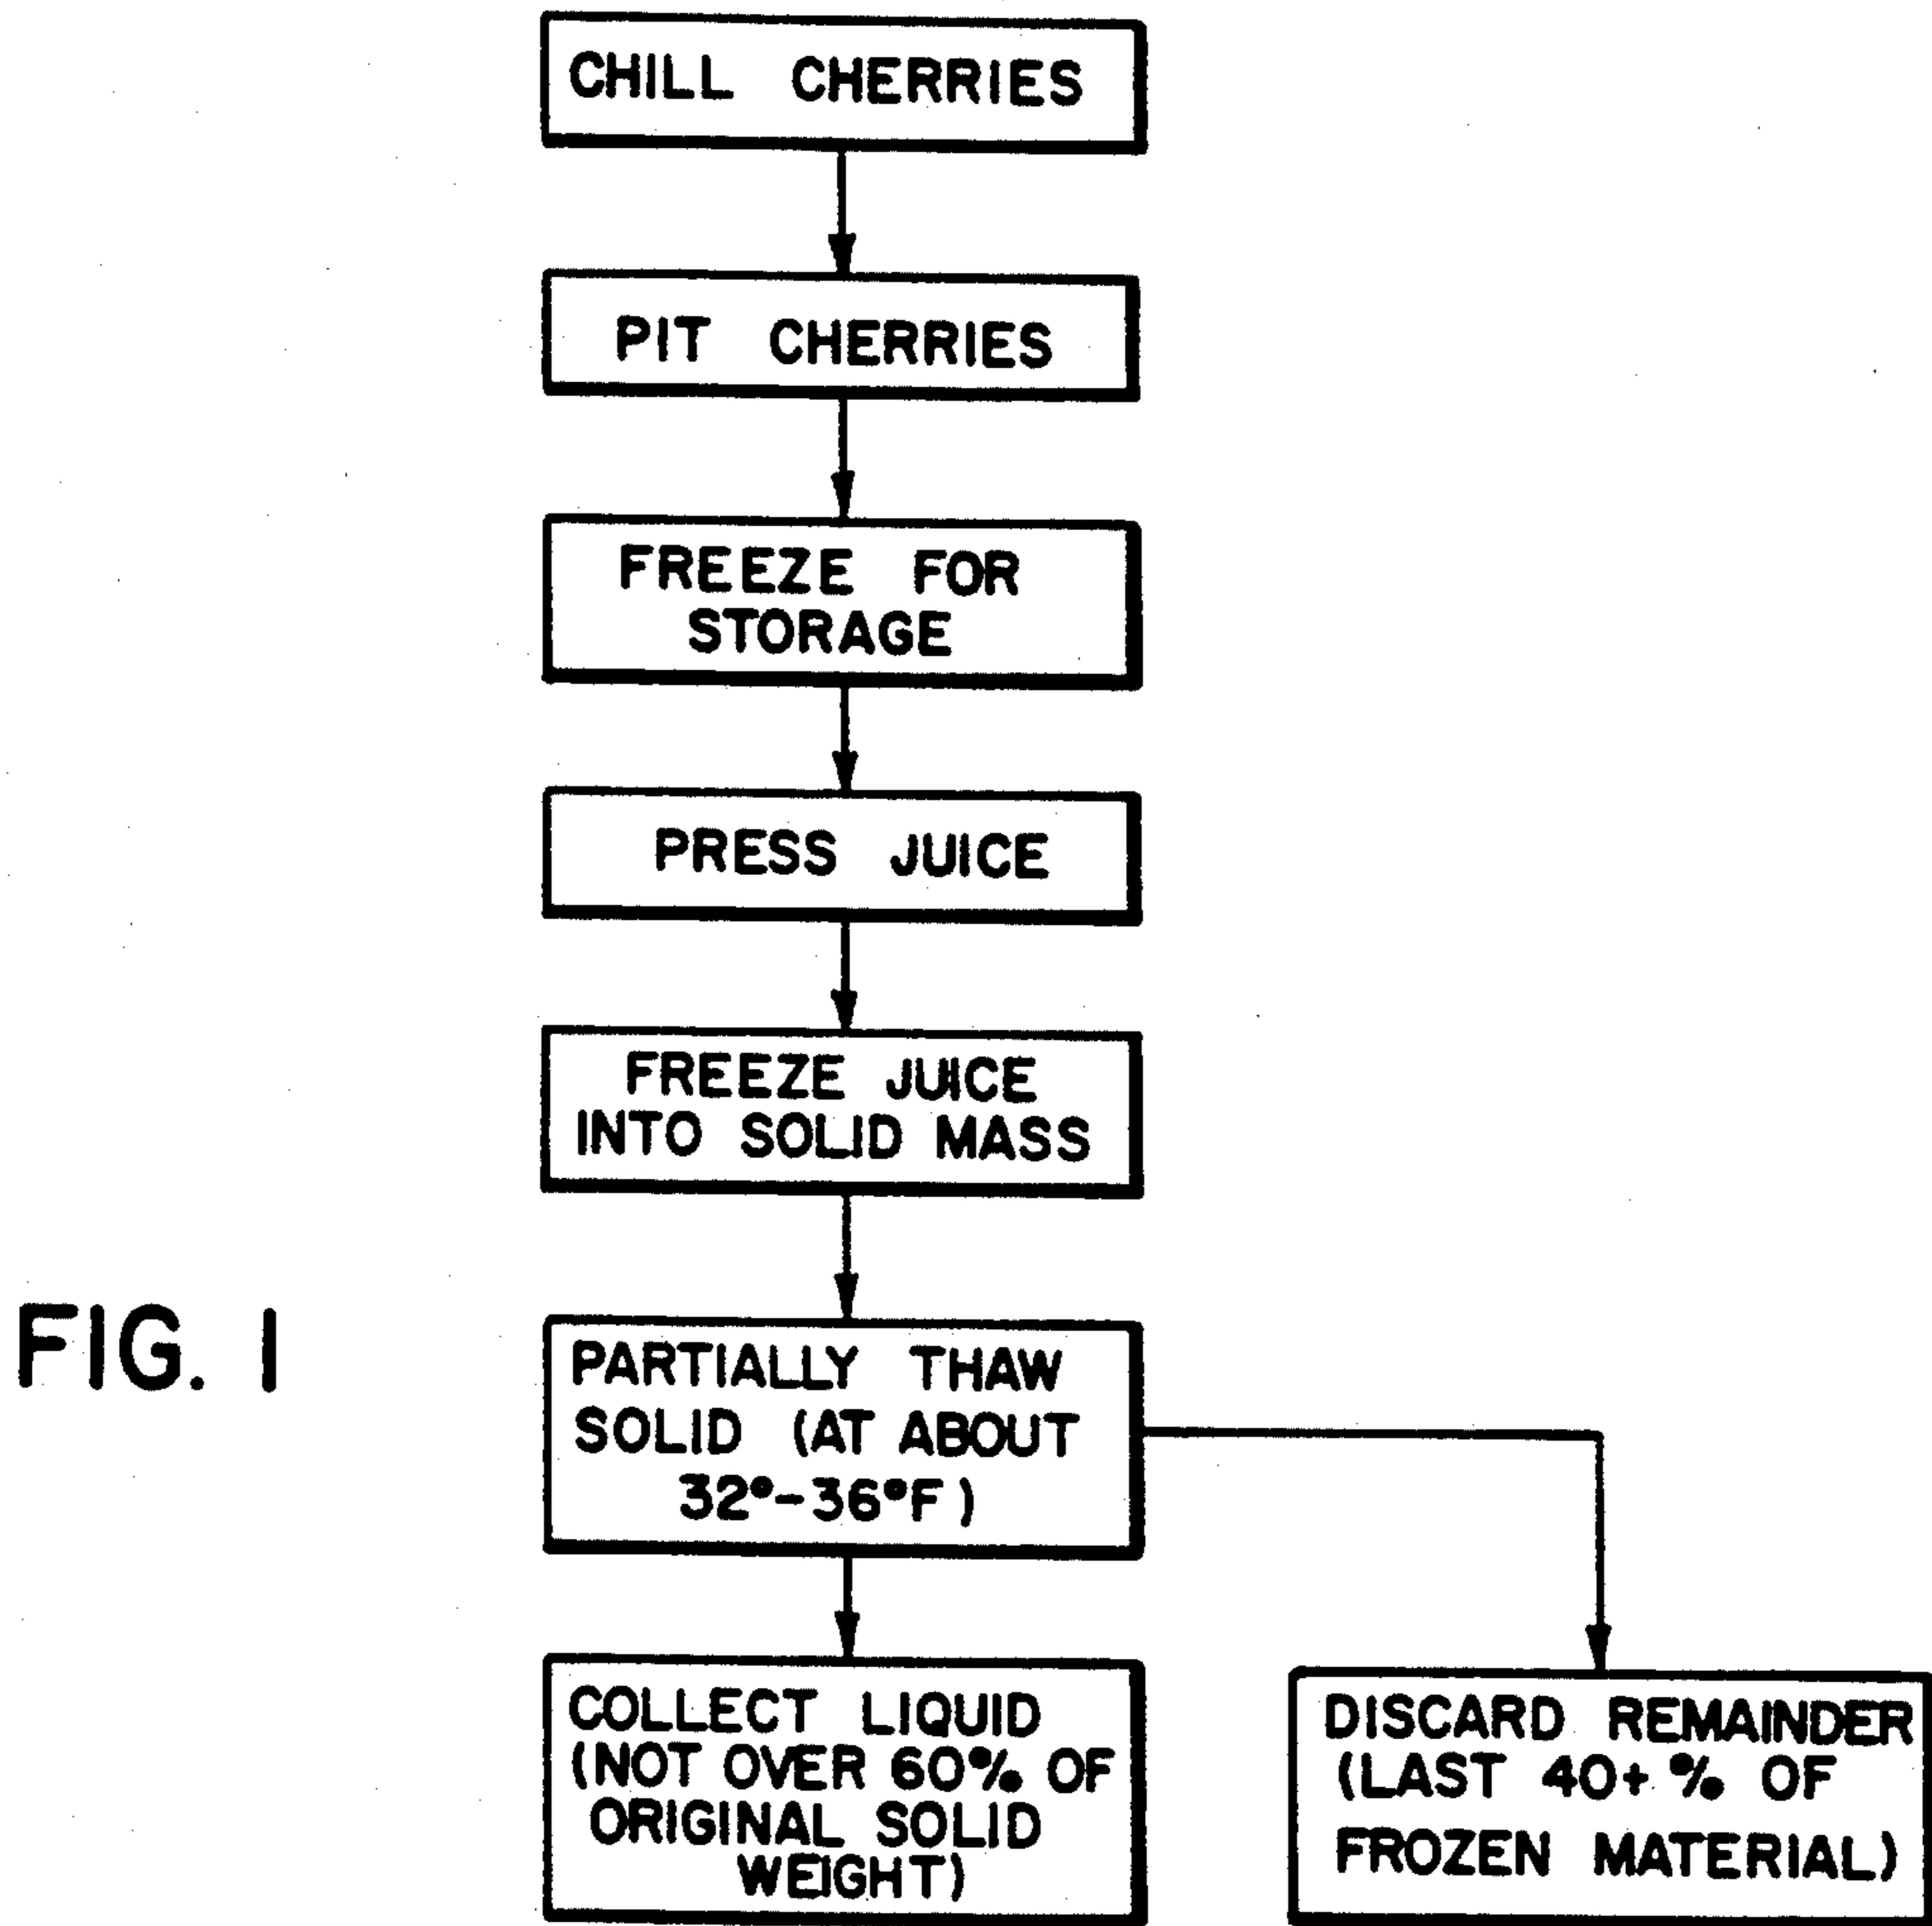 CHILL CHERRIES
PIT CHERRIES
FREEZE FOR
STORAGE
PRESS JUICE
FREEZE JUICE
INTO SOLID MASS
FIG. 1
PARTIALLY THAW
SOLID (AT ABOUT
32°-36°F)
COLLECT LIQUID
(NOT OVER 60% OF
ORIGINAL SOLID
WEIGHT)
DISCARD REMAINDER
(LAST 40+ % OF
FROZEN MATERIAL)